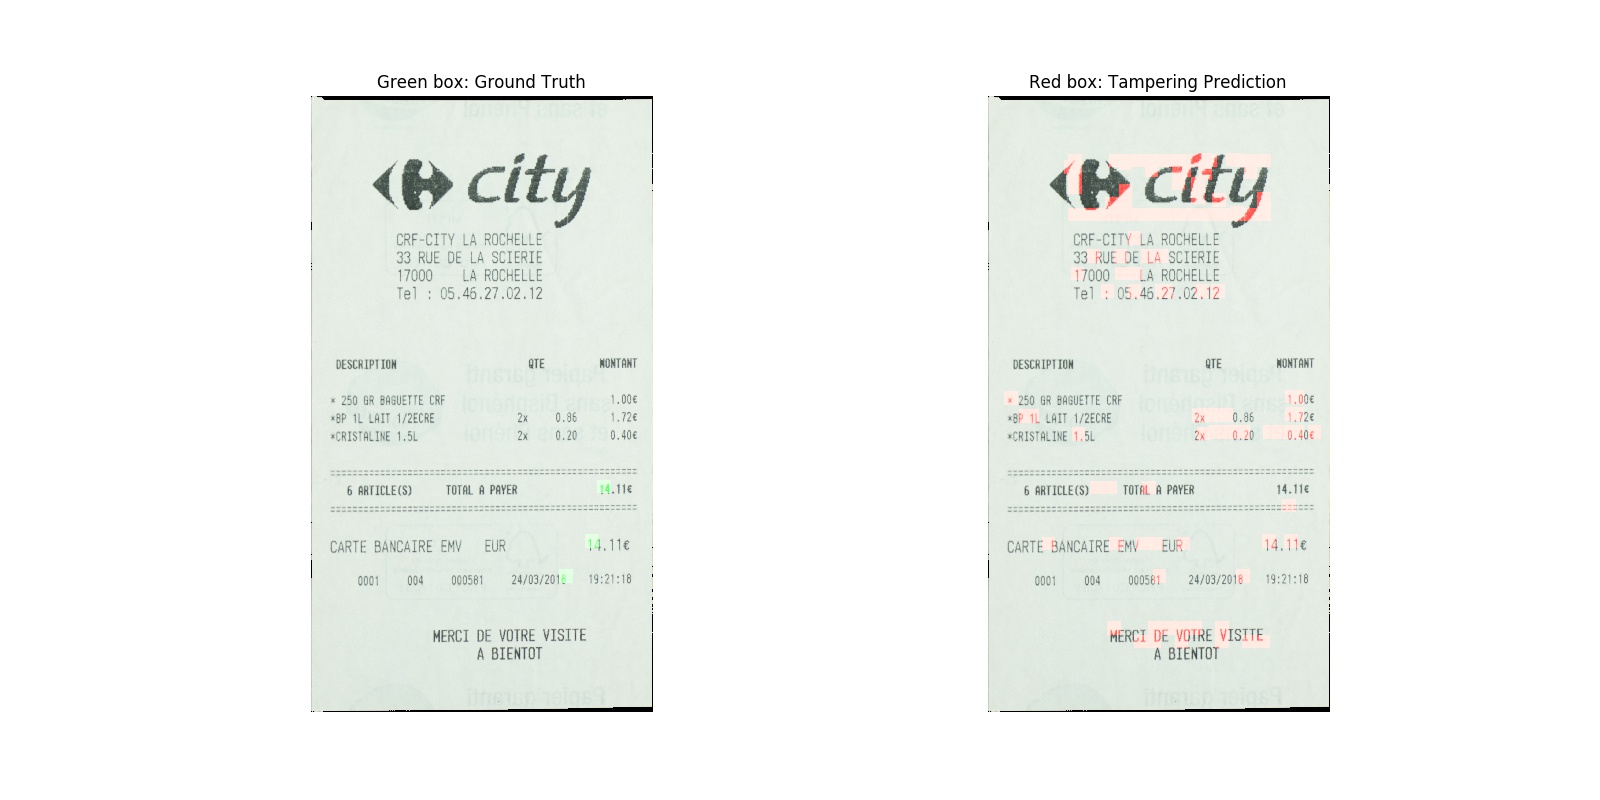 Green box: Ground Truth
city
CRF-CITY LA ROCHELLE
33 RUE DE LA SCIERIE
17000 LA ROCHELLE
Tel : 05.46.27.02.12
DESCRIPTION QTE MONTANT
* 250 GR BAGUETTE CRF 1.00€
*BP 1L LAIT 1/2ECRE 2x 0.86 1.72€
*CRISTALINE 1.5L 2x 0.20 0.40€
6 ARTICLE(S) TOTAL A PAYER 14.11€
CARTE BANCAIRE EMV EUR 14.11€
0001 004 000581 24/03/2018 19:21:18
MERCI DE VOTRE VISITE
A BIENTOT
Red box: Tampering Prediction
city
CRF-CITY LA ROCHELLE
33 RUE DE LA SCIERIE
17000 LA ROCHELLE
Tel : 05.46.27.02.12
DESCRIPTION QTE MONTANT
* 250 GR BAGUETTE CRF 1.00€
*BP 1L LAIT 1/2ECRE 2x 0.86 1.72€
*CRISTALINE 1.5L 2x 0.20 0.40€
6 ARTICLE(S) TOTAL A PAYER 14.11€
CARTE BANCAIRE EMV EUR 14.11€
0001 004 000581 24/03/2018 19:21:18
MERCI DE VOTRE VISITE
A BIENTOT